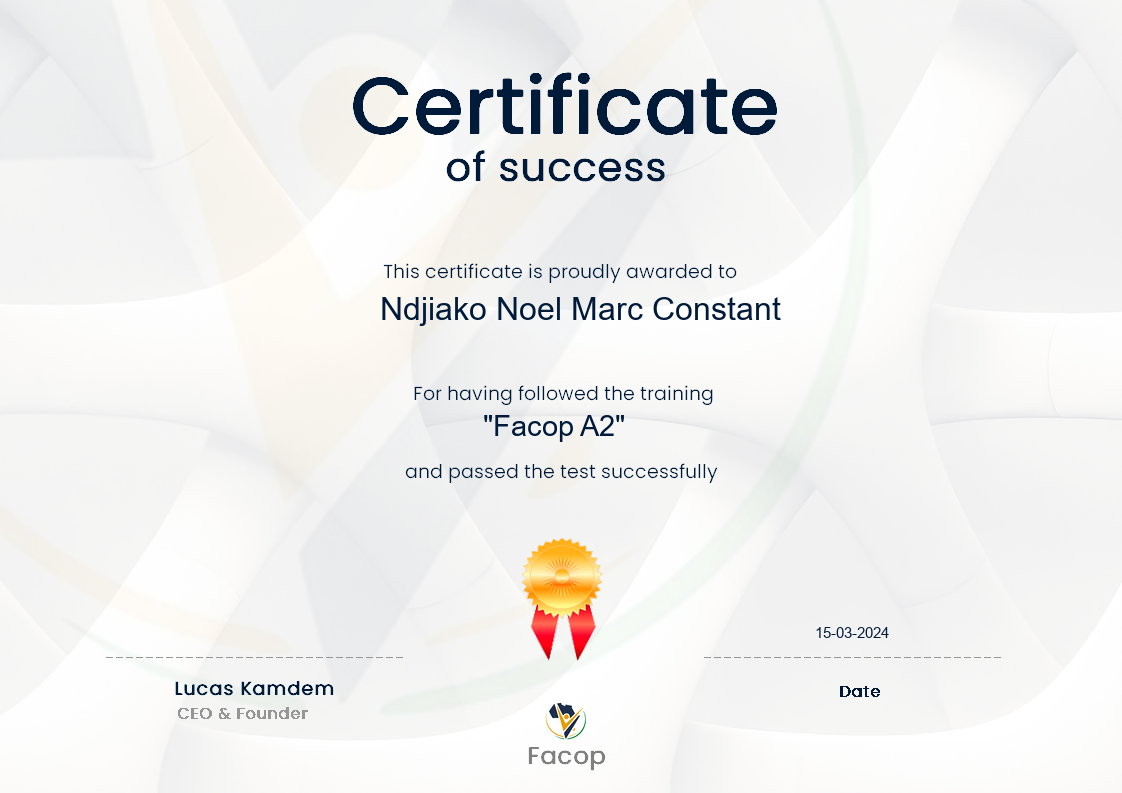 Certificate
of success
This certificate is proudly awarded to
Ndjiako Noel Marc Constant
For having followed the training
"Facop A2"
and passed the test successfully
15-03-2024
Lucas Kamdem
Date
CEO & Founder
Facop